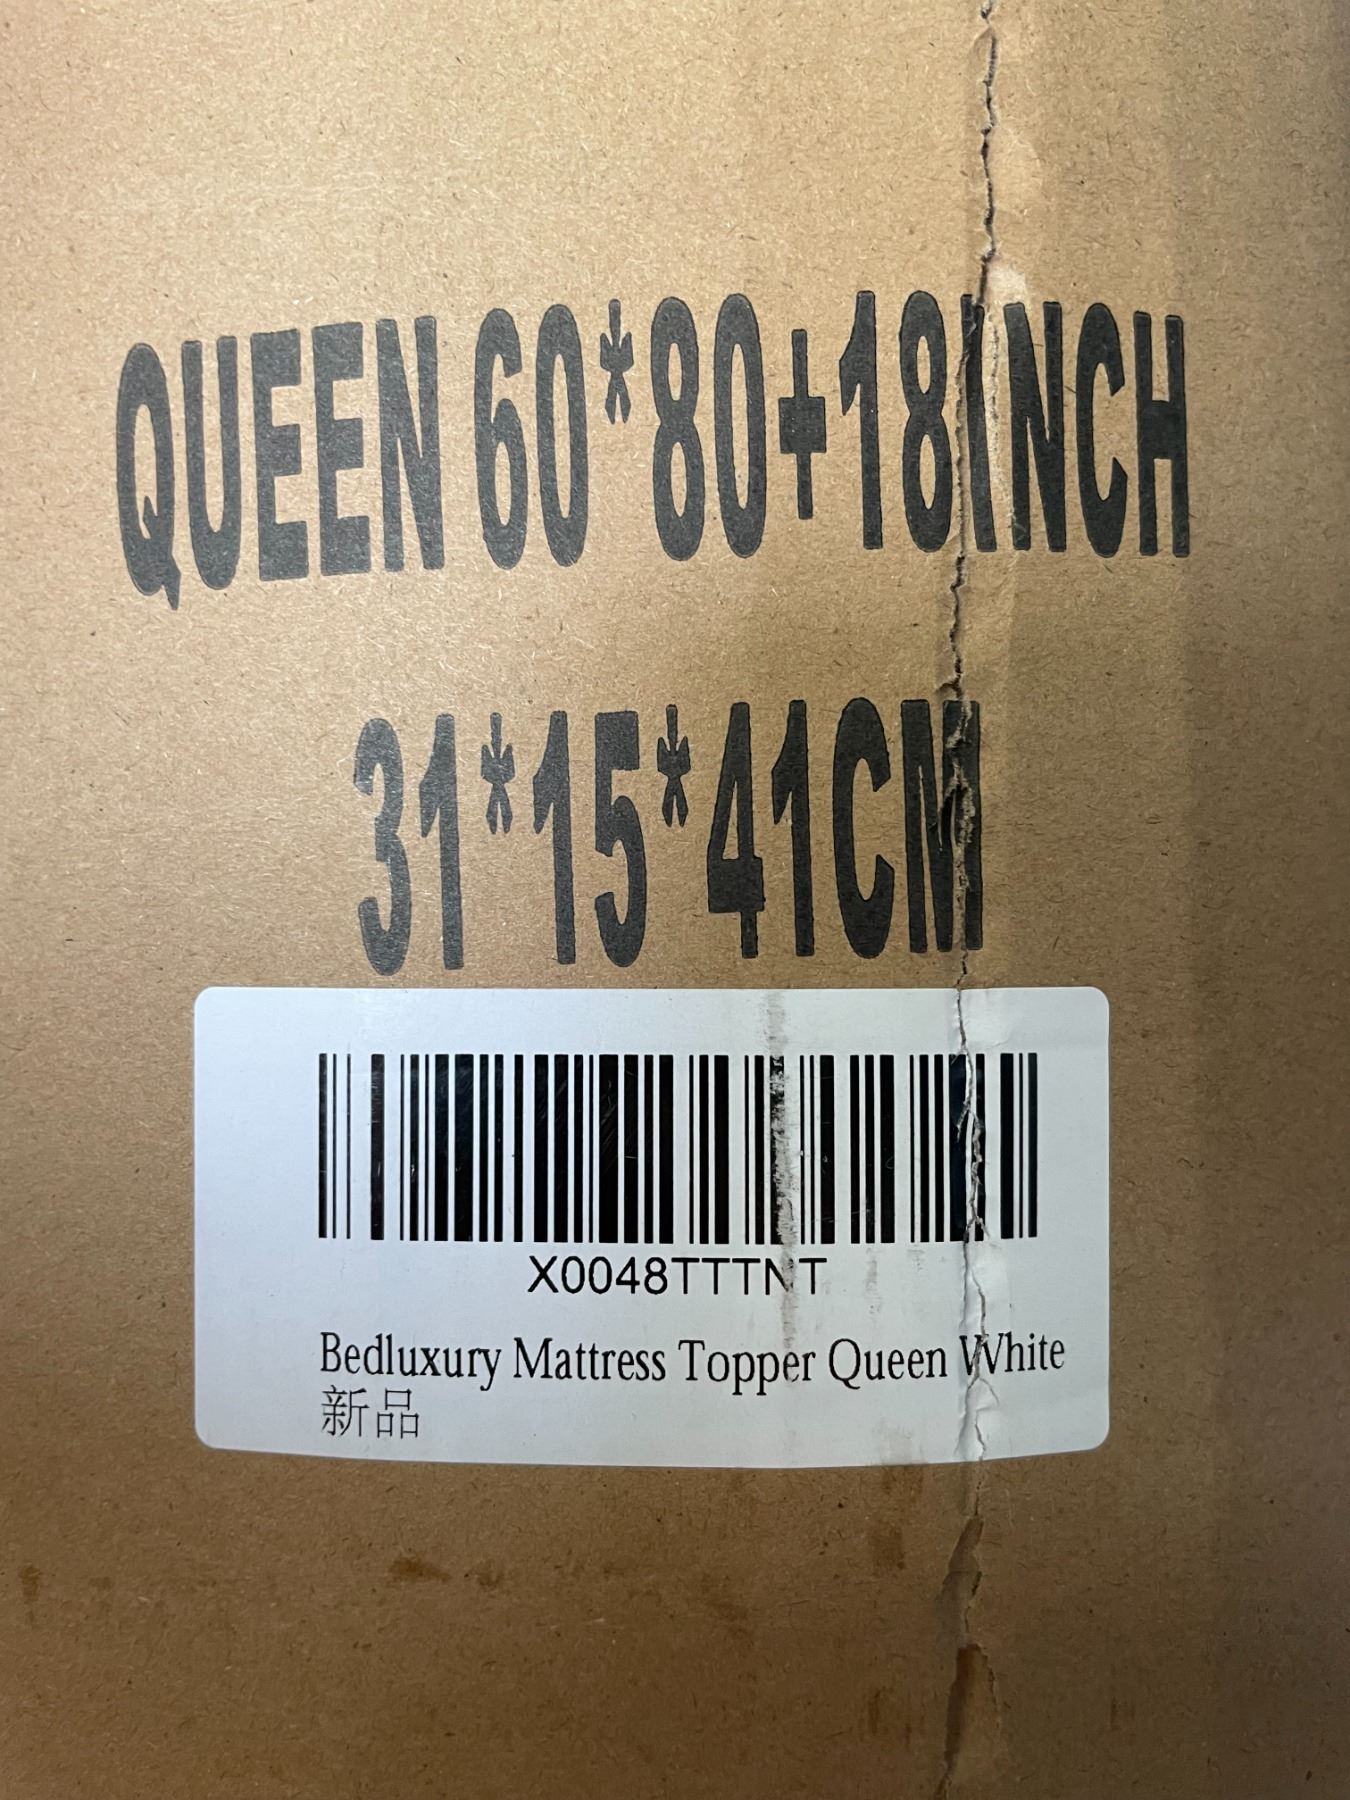 QUEEN 60*80+18INCH
31*15*41CM
X0048TTTNT
Bedluxury Mattress Topper Queen White
新品